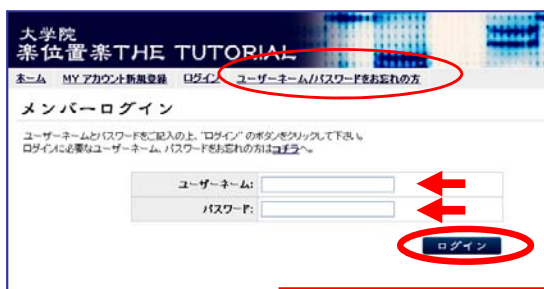 大学院
楽位置楽THE TUTORIAL
ホーム MY アカウント新規登録 ログイン ユーザーネーム/パスワードをお忘れの方
メンバーログイン
ユーザーネームとパスワードをご記入の上、"ログイン" のボタンをクリックして下さい。
ログインに必要なユーザーネーム、パスワードをお忘れの方はコチラへ。
ユーザーネーム:
パスワード:
ログイン